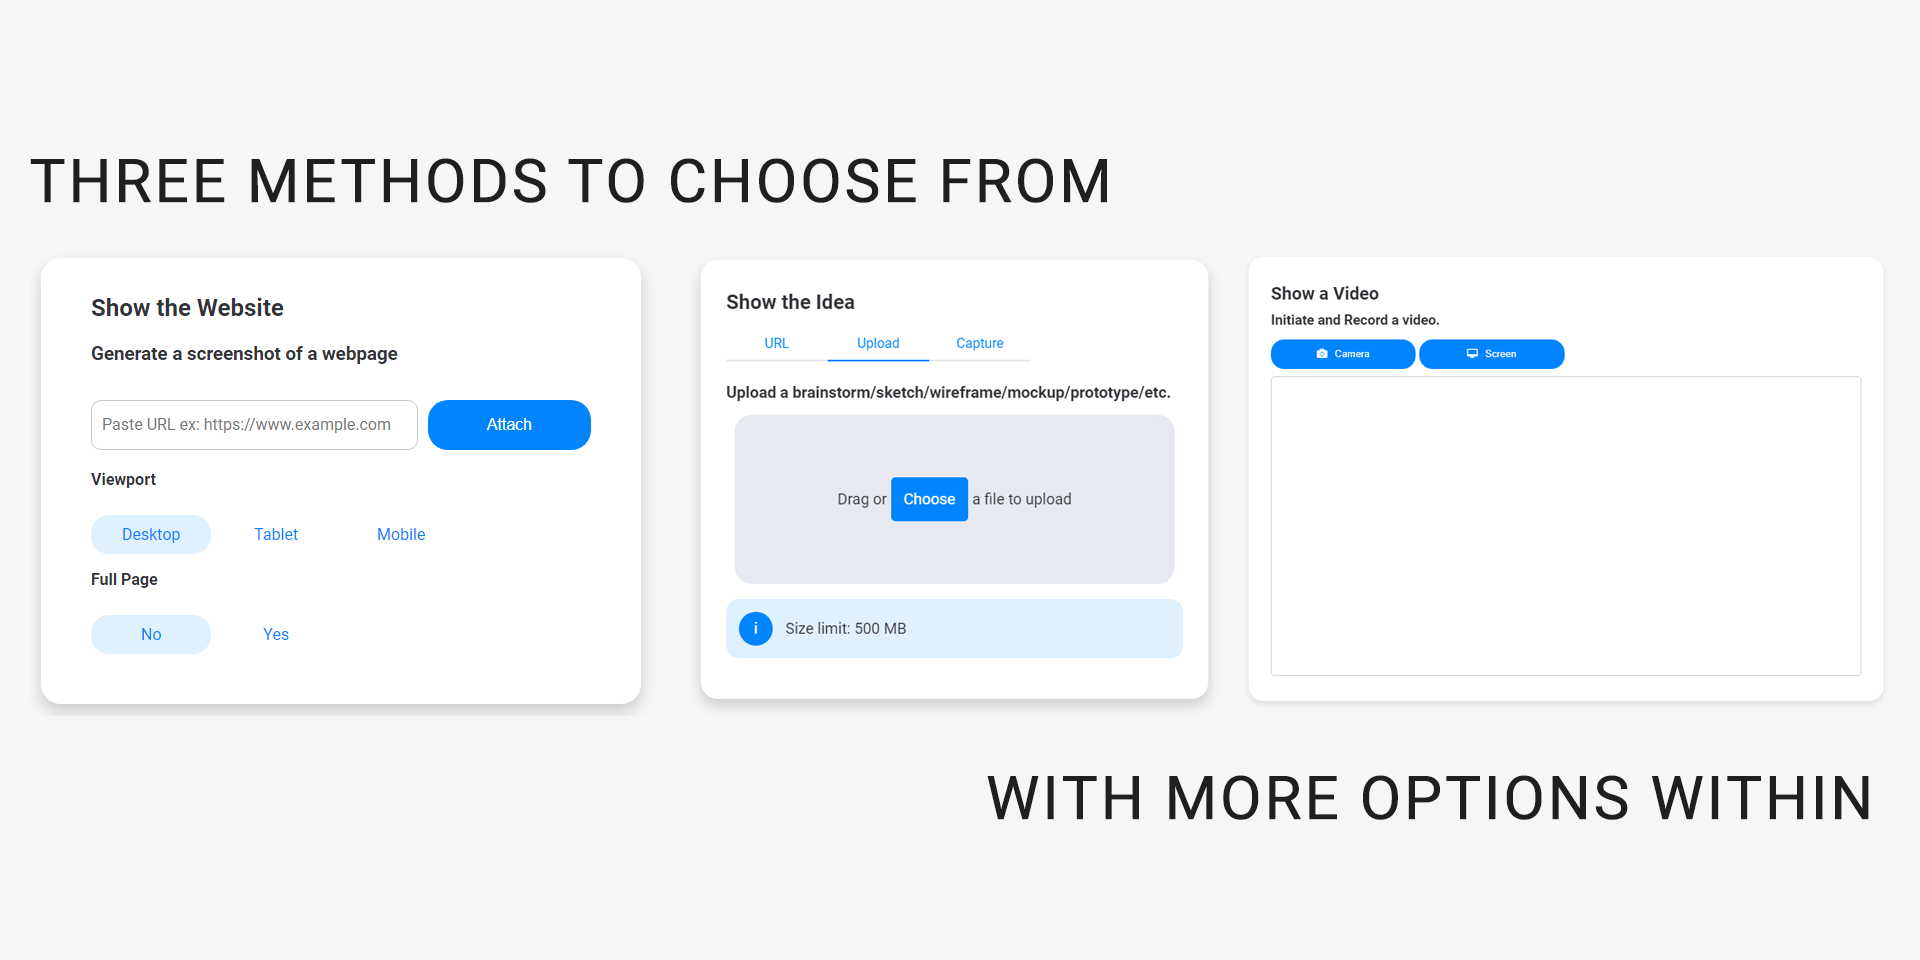 THREE METHODS TO CHOOSE FROM
Show the Website
Generate a screenshot of a webpage
Paste URL ex: https://www.example.com
Attach
Viewport
Desktop Tablet Mobile
Full Page
No Yes
Show the Idea
URL Upload Capture
Upload a brainstorm/sketch/wireframe/mockup/prototype/etc.
Drag or Choose a file to upload
i Size limit: 500 MB
Show a Video
Initiate and Record a video.
Camera Screen
WITH MORE OPTIONS WITHIN